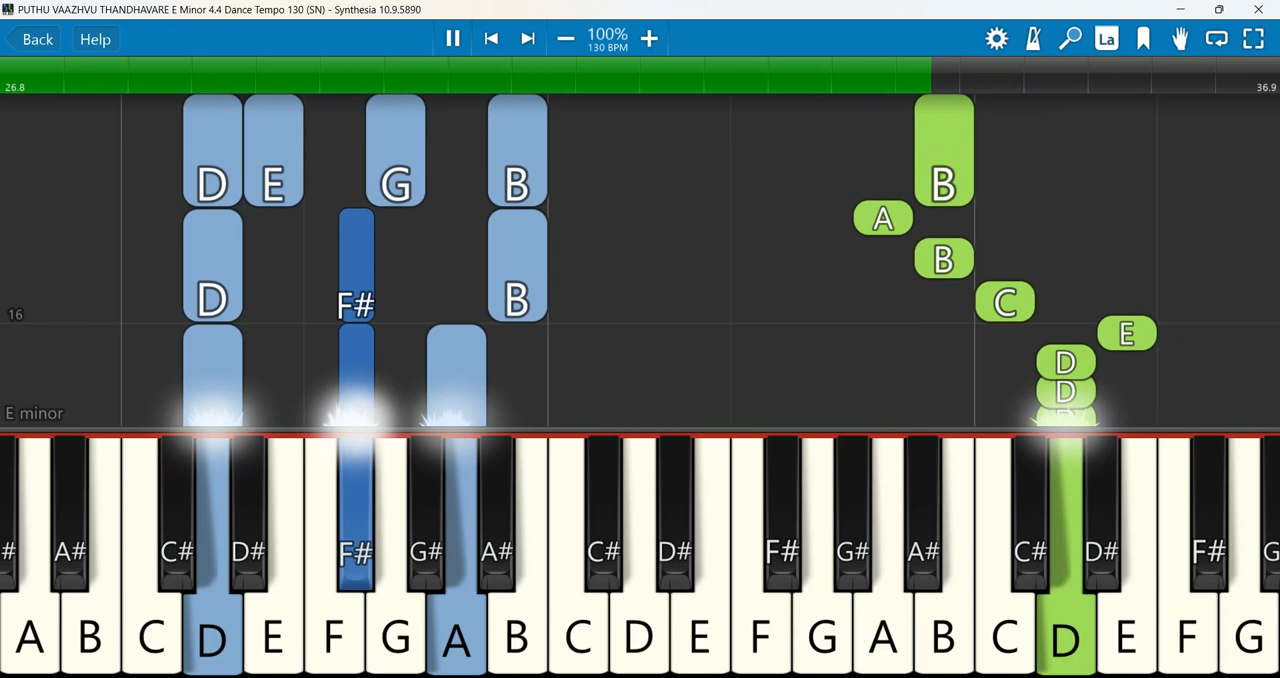 PUTHU VAAZHVU THANDHAVARE E Minor 4.4 Dance Tempo 130 (SN) - Synthesia 10.9.5890
Back Help 100% La
130 BPM
26.8 36.9
D E G B B
A
B
D F# B C
16
E
D
D
E minor
# A# C# D# F# G# A# C# D# F# G# A# C# D# F# G
A B C D E F G A B C D E F G A B C D E F G